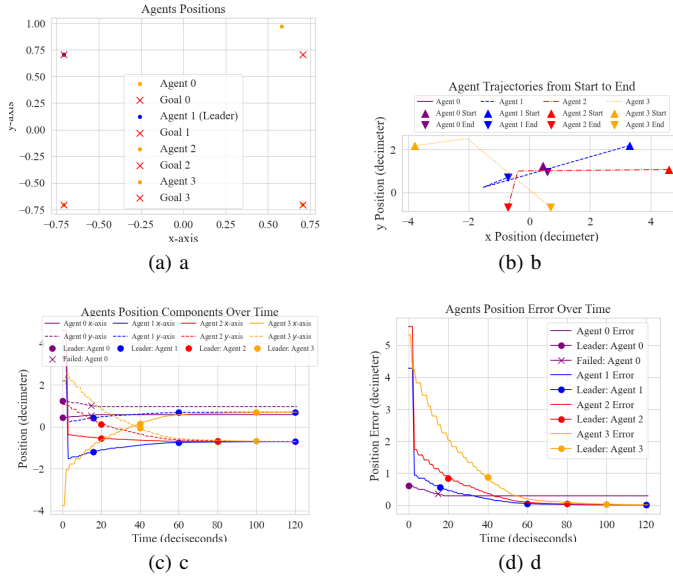 Agents Positions
1.00
0.75
0.50
0.25
0.00
−0.25
−0.50
−0.75
y-axis
Agent 0
Goal 0
Agent 1 (Leader)
Goal 1
Agent 2
Goal 2
Agent 3
Goal 3
−0.75 −0.50 −0.25 0.00 0.25 0.50 0.75
x-axis
(a) a
Agent Trajectories from Start to End
Agent 0 Agent 1 Agent 2 Agent 3
Agent 0 Start Agent 1 Start Agent 2 Start Agent 3 Start
Agent 0 End Agent 1 End Agent 2 End Agent 3 End
2
0
y Position (decimeter)
−4 −2 0 2 4
x Position (decimeter)
(b) b
Agents Position Components Over Time
Agent 0 x-axis Agent 1 x-axis Agent 2 x-axis Agent 3 x-axis
Agent 0 y-axis Agent 1 y-axis Agent 2 y-axis Agent 3 y-axis
Leader: Agent 0 Leader: Agent 1 Leader: Agent 2 Leader: Agent 3
Failed: Agent 0
4
2
0
−2
−4
Position (decimeter)
0 20 40 60 80 100 120
Time (deciseconds)
(c) c
Agents Position Error Over Time
Agent 0 Error
Leader: Agent 0
Failed: Agent 0
Agent 1 Error
Leader: Agent 1
Agent 2 Error
Leader: Agent 2
Agent 3 Error
Leader: Agent 3
5
4
3
2
1
0
Position Error (decimeter)
0 20 40 60 80 100 120
Time (deciseconds)
(d) d